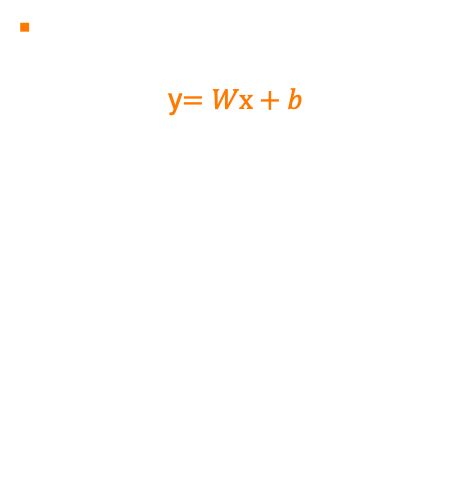 y= Wx + b